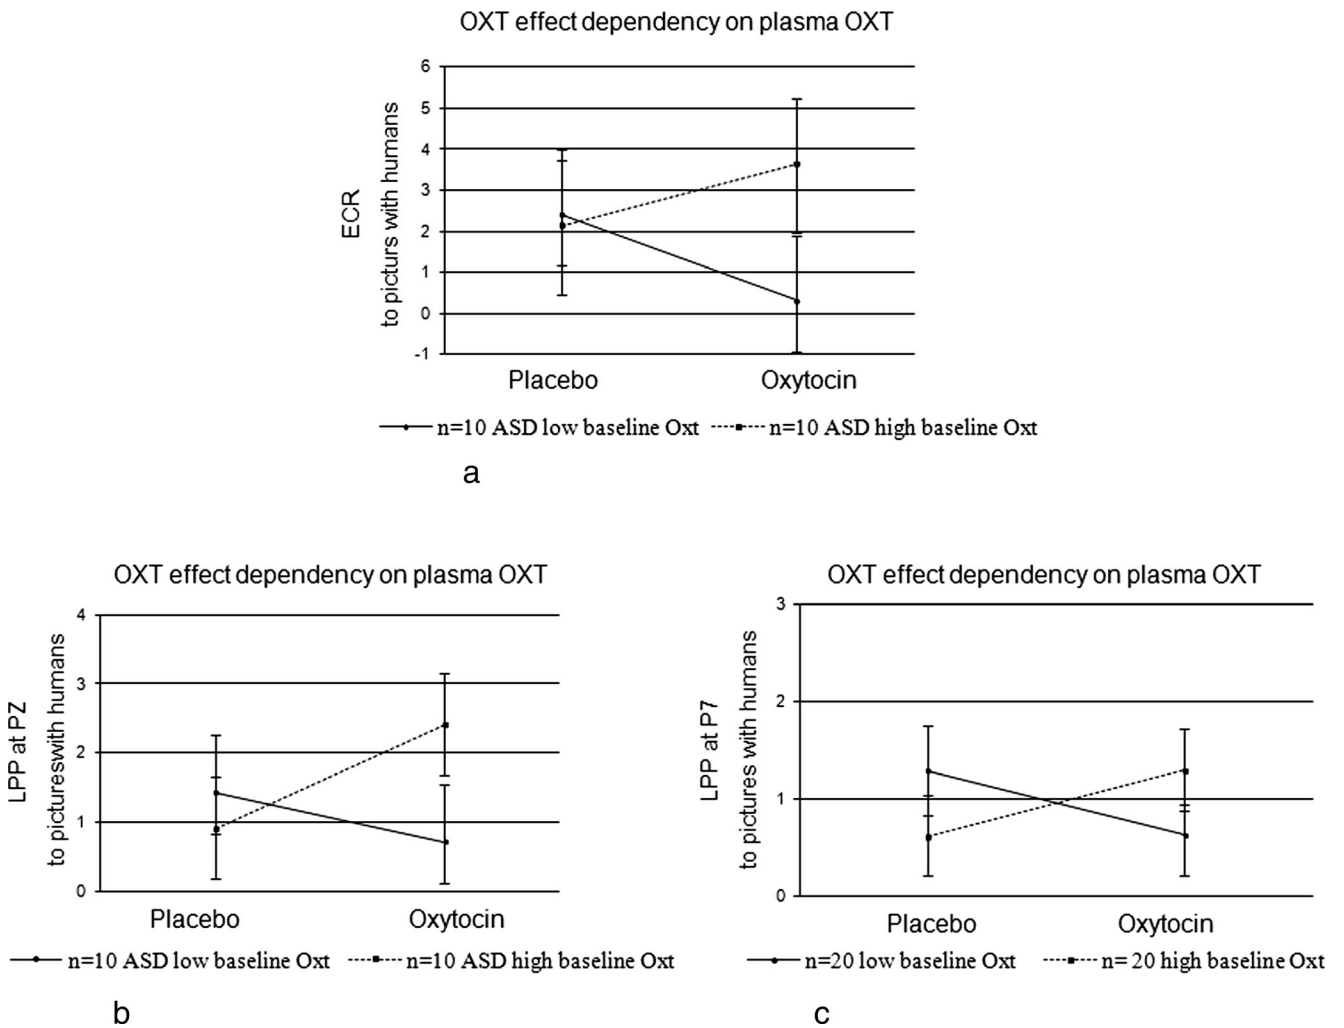 OXT effect dependency on plasma OXT
ECR
to picturs with humans
6
5
4
3
2
1
0
-1
Placebo Oxytocin
n=10 ASD low baseline Oxt n=10 ASD high baseline Oxt
a
OXT effect dependency on plasma OXT
LPP at PZ
to pictureswith humans
4
3
2
1
0
Placebo Oxytocin
n=10 ASD low baseline Oxt n=10 ASD high baseline Oxt
b
OXT effect dependency on plasma OXT
LPP at P7
to pictures with humans
3
2
1
0
Placebo Oxytocin
n=20 low baseline Oxt n= 20 high baseline Oxt
c